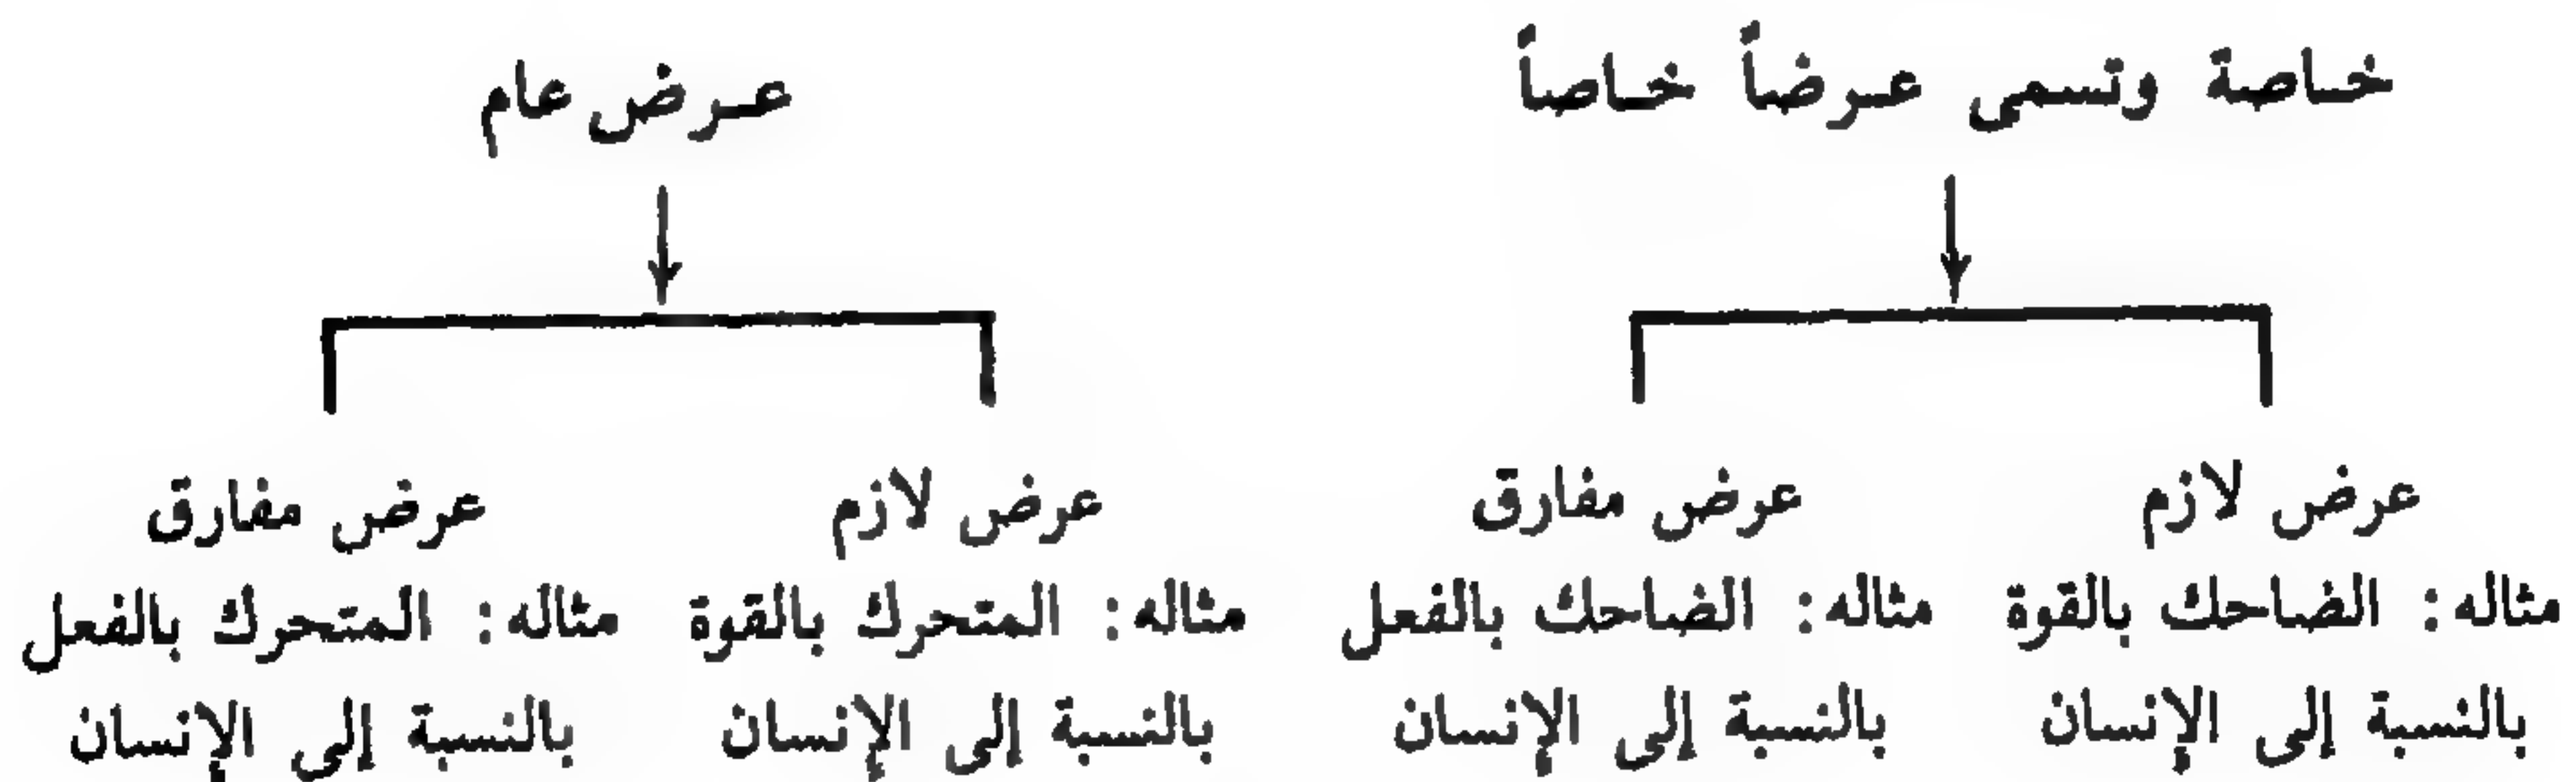 خاصة وتسمى عرضاً خاصاً
عرض عام
عرض لازم
مثاله: الضاحك بالقوة
بالنسبة إلى الإنسان
عرض مفارق
مثاله: الضاحك بالفعل
بالنسبة إلى الإنسان
عرض لازم
مثاله: المتحرك بالقوة
بالنسبة إلى الإنسان
عرض مفارق
مثاله: المتحرك بالفعل
بالنسبة إلى الإنسان